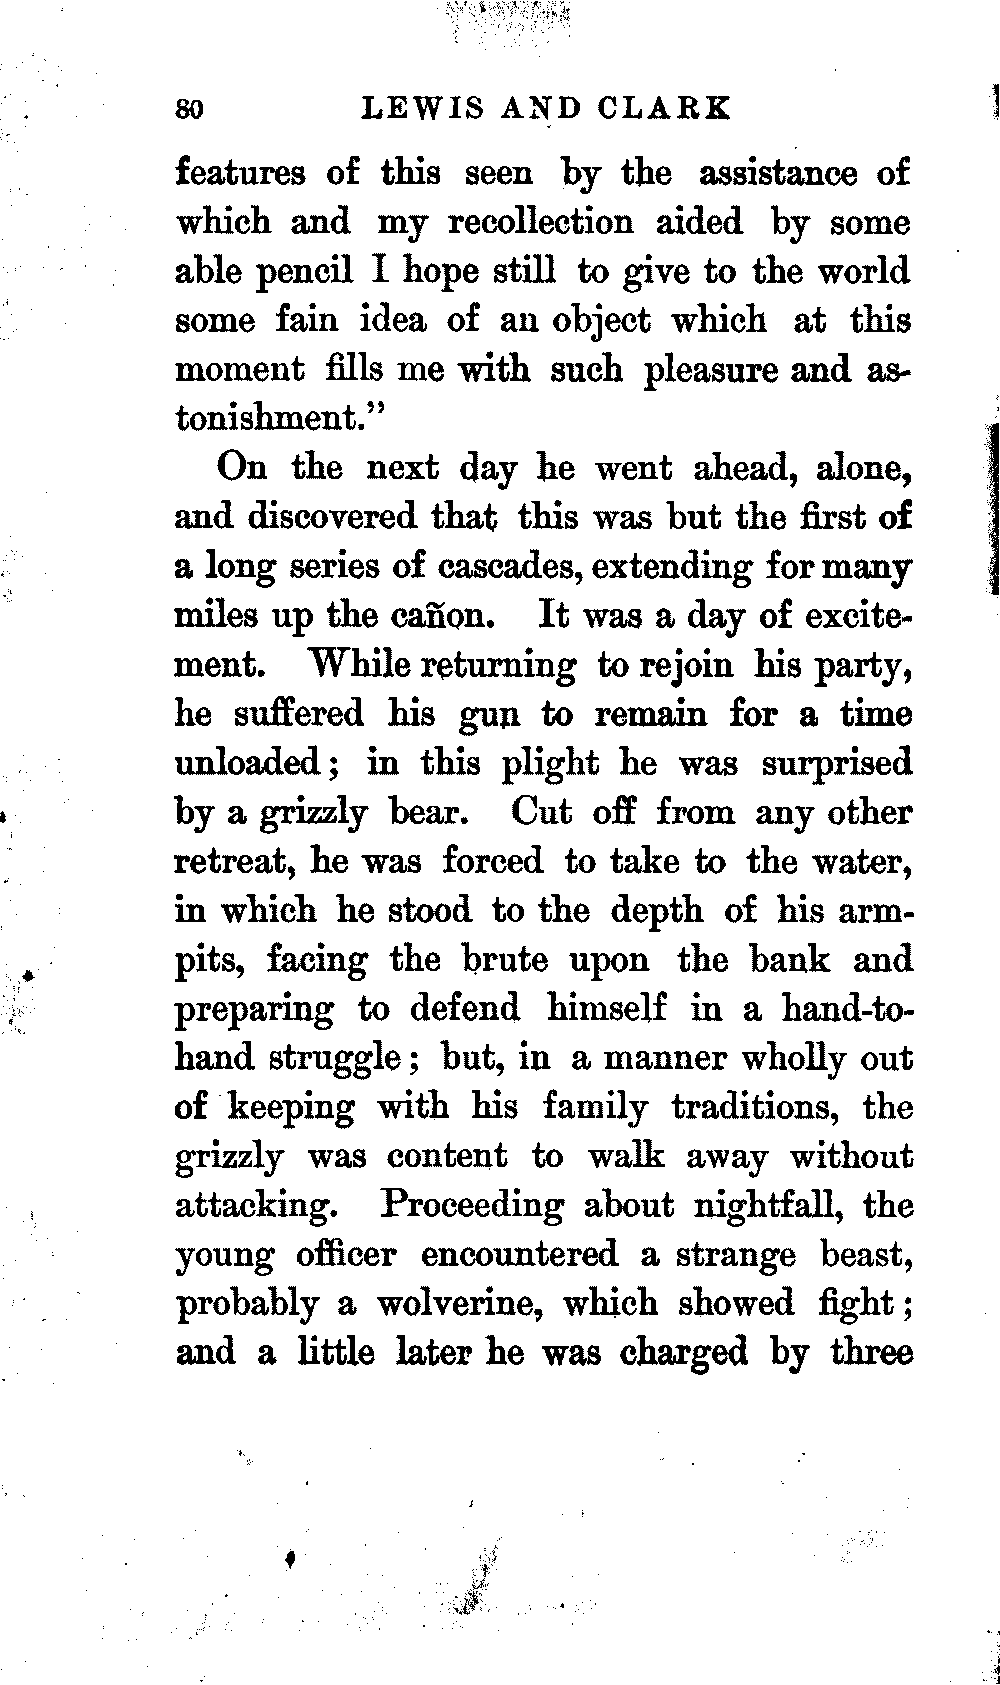 80 LEWIS AND CLARK
features of this seen by the assistance of
which and my recollection aided by some
able pencil I hope still to give to the world
some fain idea of an object which at this
moment fills me with such pleasure and as-
tonishment."
On the next day he went ahead, alone,
and discovered that this was but the first of
a long series of cascades, extending for many
miles up the cañon. It was a day of excite-
ment. While returning to rejoin his party,
he suffered his gun to remain for a time
unloaded; in this plight he was surprised
by a grizzly bear. Cut off from any other
retreat, he was forced to take to the water,
in which he stood to the depth of his arm-
pits, facing the brute upon the bank and
preparing to defend himself in a hand-to-
hand struggle; but, in a manner wholly out
of keeping with his family traditions, the
grizzly was content to walk away without
attacking. Proceeding about nightfall, the
young officer encountered a strange beast,
probably a wolverine, which showed fight;
and a little later he was charged by three